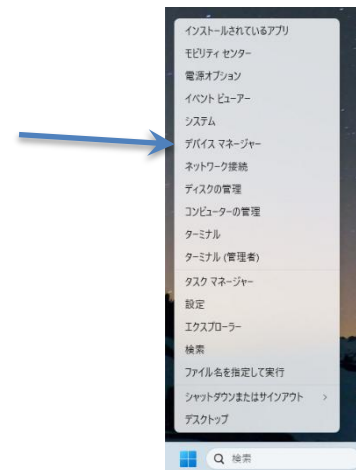 インストールされているアプリ
モビリティ センター
電源オプション
イベント ビューアー
システム
デバイス マネージャー
ネットワーク接続
ディスクの管理
コンピューターの管理
ターミナル
ターミナル (管理者)
タスク マネージャー
設定
エクスプローラー
検索
ファイル名を指定して実行
シャットダウンまたはサインアウト
デスクトップ
検索